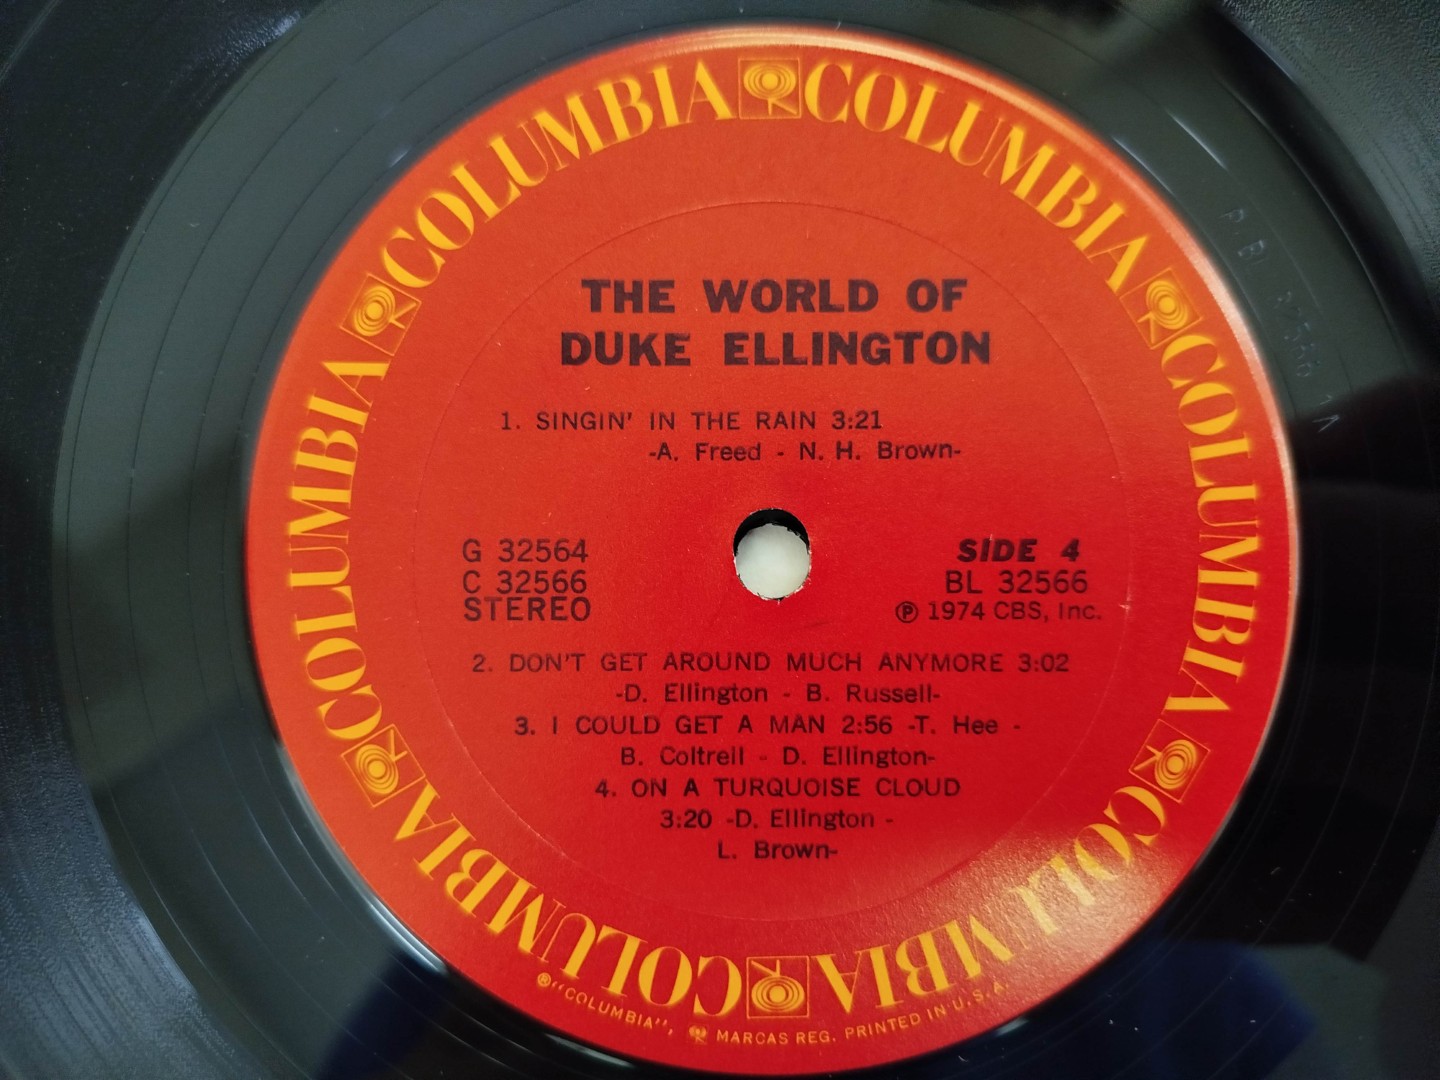 COLUMBIA COLUMBIA COLUMBIA COLUMBIA COLUMBIA COLUMBIA
THE WORLD OF
DUKE ELLINGTON
1. SINGIN' IN THE RAIN 3:21
-A. Freed - N. H. Brown-
G 32564
C 32566
STEREO
SIDE 4
BL 32566
℗ 1974 CBS, Inc.
2. DON'T GET AROUND MUCH ANYMORE 3:02
-D. Ellington - B. Russell-
3. I COULD GET A MAN 2:56 -T. Hee -
B. Coltrell - D. Ellington-
4. ON A TURQUOISE CLOUD
3:20 -D. Ellington -
L. Brown-
®"COLUMBIA", MARCAS REG. PRINTED IN U.S.A.